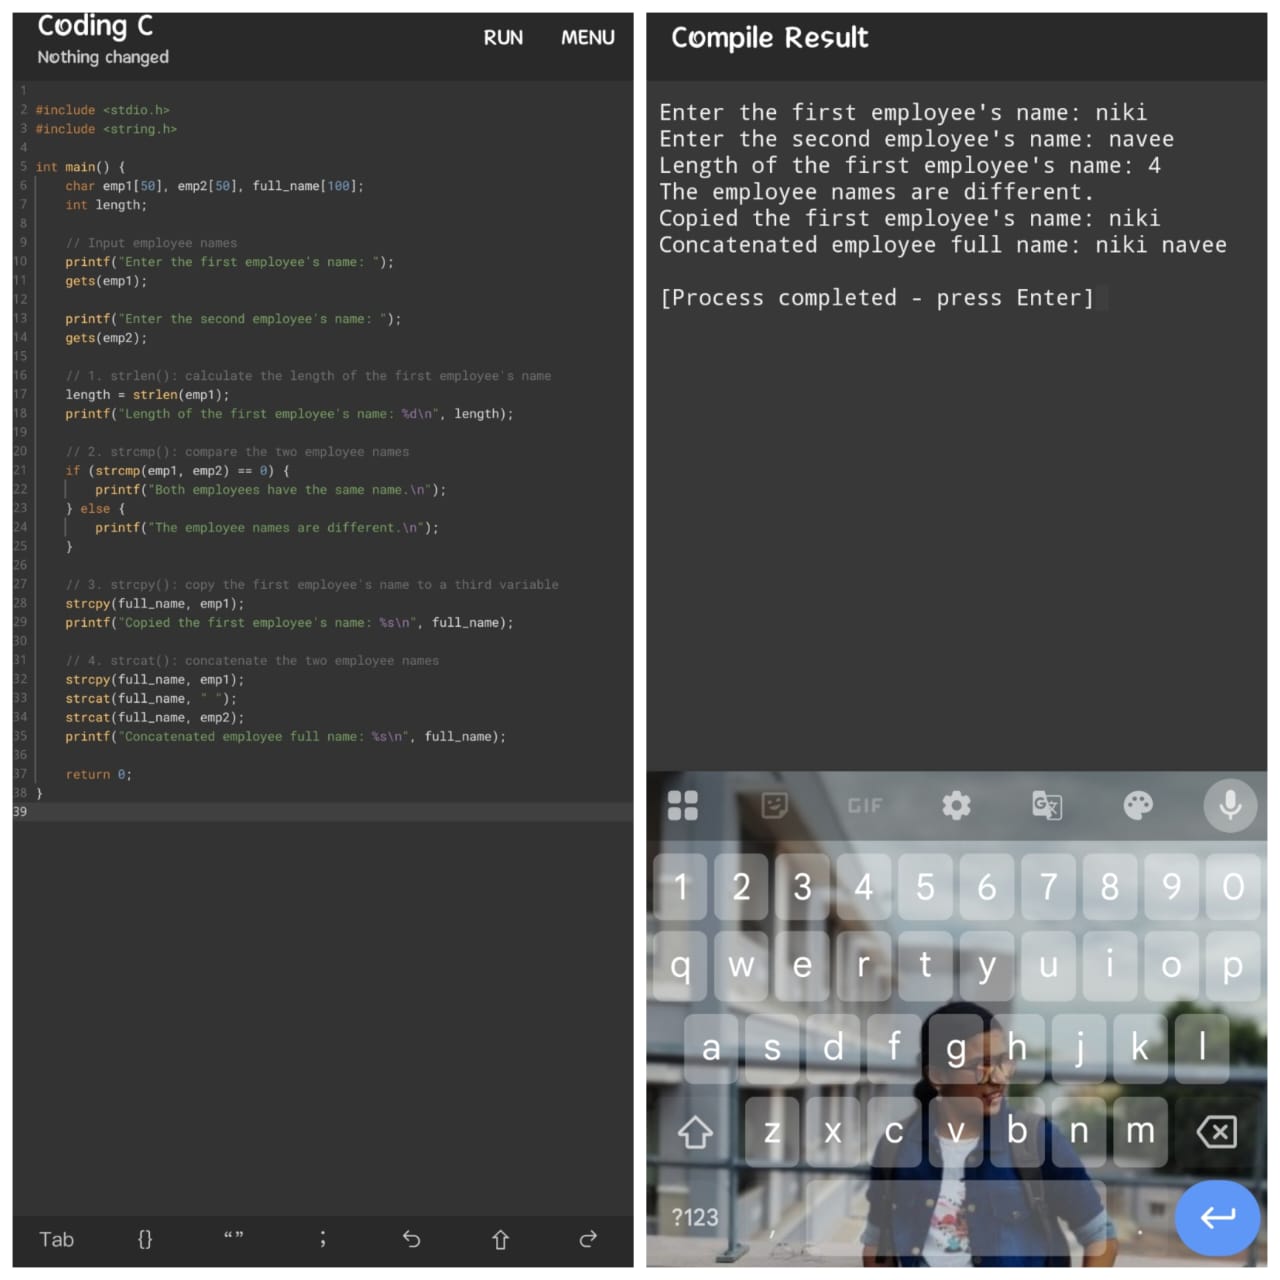 Coding C
Nothing changed
RUN
MENU
1
2 #include <stdio.h>
3 #include <string.h>
4
5 int main() {
6 char emp1[50], emp2[50], full_name[100];
7 int length;
8
9 // Input employee names
10 printf("Enter the first employee's name: ");
11 gets(emp1);
12
13 printf("Enter the second employee's name: ");
14 gets(emp2);
15
16 // 1. strlen(): calculate the length of the first employee's name
17 length = strlen(emp1);
18 printf("Length of the first employee's name: %d\n", length);
19
20 // 2. strcmp(): compare the two employee names
21 if (strcmp(emp1, emp2) == 0) {
22 printf("Both employees have the same name.\n");
23 } else {
24 printf("The employee names are different.\n");
25 }
26
27 // 3. strcpy(): copy the first employee's name to a third variable
28 strcpy(full_name, emp1);
29 printf("Copied the first employee's name: %s\n", full_name);
30
31 // 4. strcat(): concatenate the two employee names
32 strcpy(full_name, emp1);
33 strcat(full_name, " ");
34 strcat(full_name, emp2);
35 printf("Concatenated employee full name: %s\n", full_name);
36
37 return 0;
38 }
39
Tab {} “” ;
Compile Result
Enter the first employee's name: niki
Enter the second employee's name: navee
Length of the first employee's name: 4
The employee names are different.
Copied the first employee's name: niki
Concatenated employee full name: niki navee
[Process completed - press Enter]
GIF G
1 2 3 4 5 6 7 8 9 0
q w e r t y u i o p
a s d f g h j k l
z x c v b n m
?123 , .